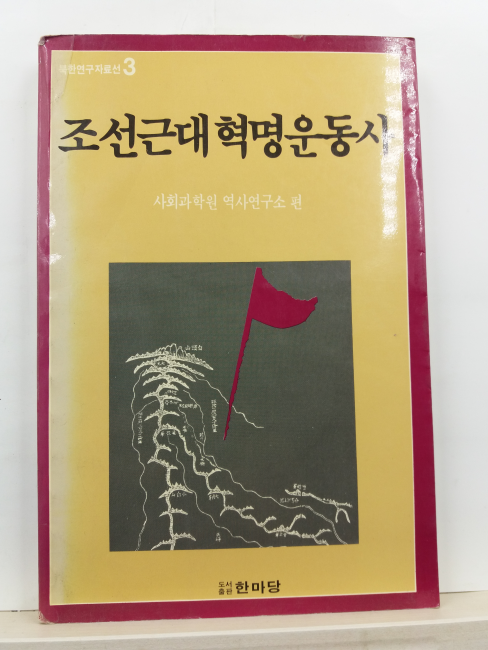 북한연구자료선 3
조선근대혁명운동사
사회과학원 역사연구소 편
도서
출판 한마당